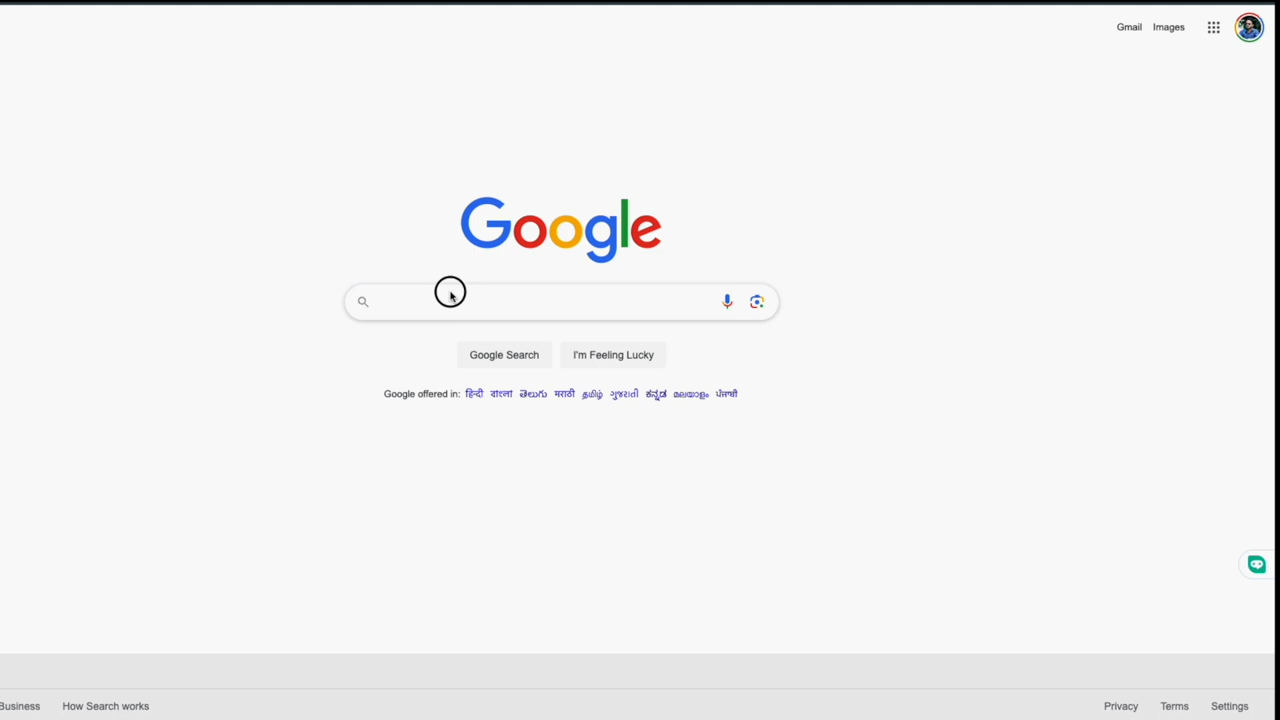 Gmail Images
Google
Google Search I'm Feeling Lucky
Google offered in: हिन्दी বাংলা తెలుగు मराठी தமிழ் ગુજરાતી ಕನ್ನಡ മലയാളം ਪੰਜਾਬੀ
Business How Search works Privacy Terms Settings